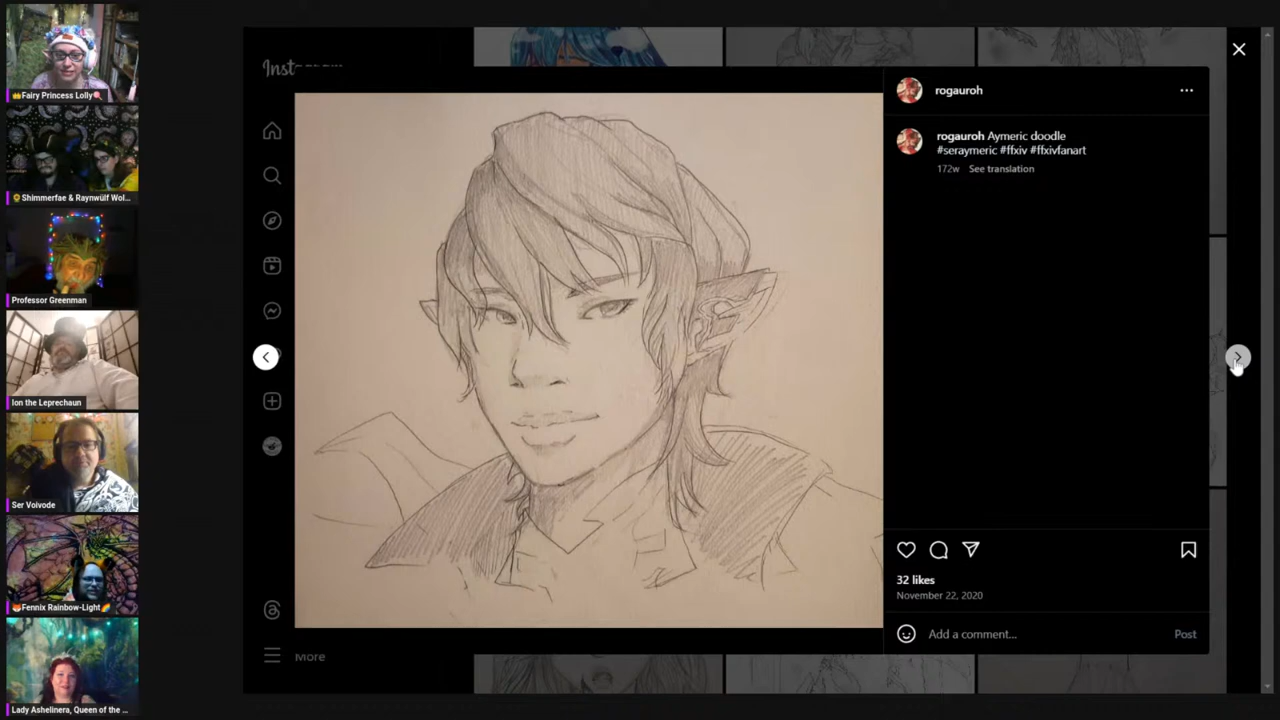 👑Fairy Princess Lolly🍭
🌻Shimmerfae & Raynwülf Wol...
Professor Greenman
Ion the Leprechaun
Ser Voivode
🦊Fennix Rainbow-Light🌈
Lady Ashelinera, Queen of the ...
rogauroh
rogauroh Aymeric doodle
#seraymeric #ffxiv #ffxivfanart
172w See translation
32 likes
November 22, 2020
Add a comment...
Post
More